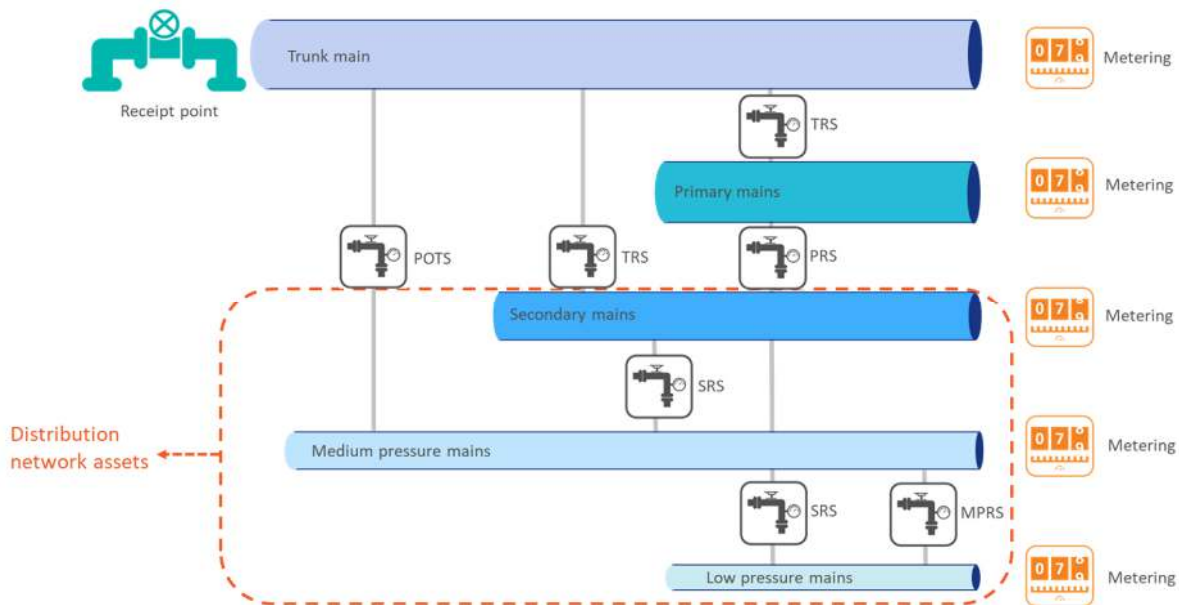 Trunk main
Metering
Receipt point
TRS
Primary mains
Metering
POTS
TRS
PRS
Secondary mains
Metering
SRS
Distribution
network assets
Medium pressure mains
Metering
SRS
MPRS
Low pressure mains
Metering